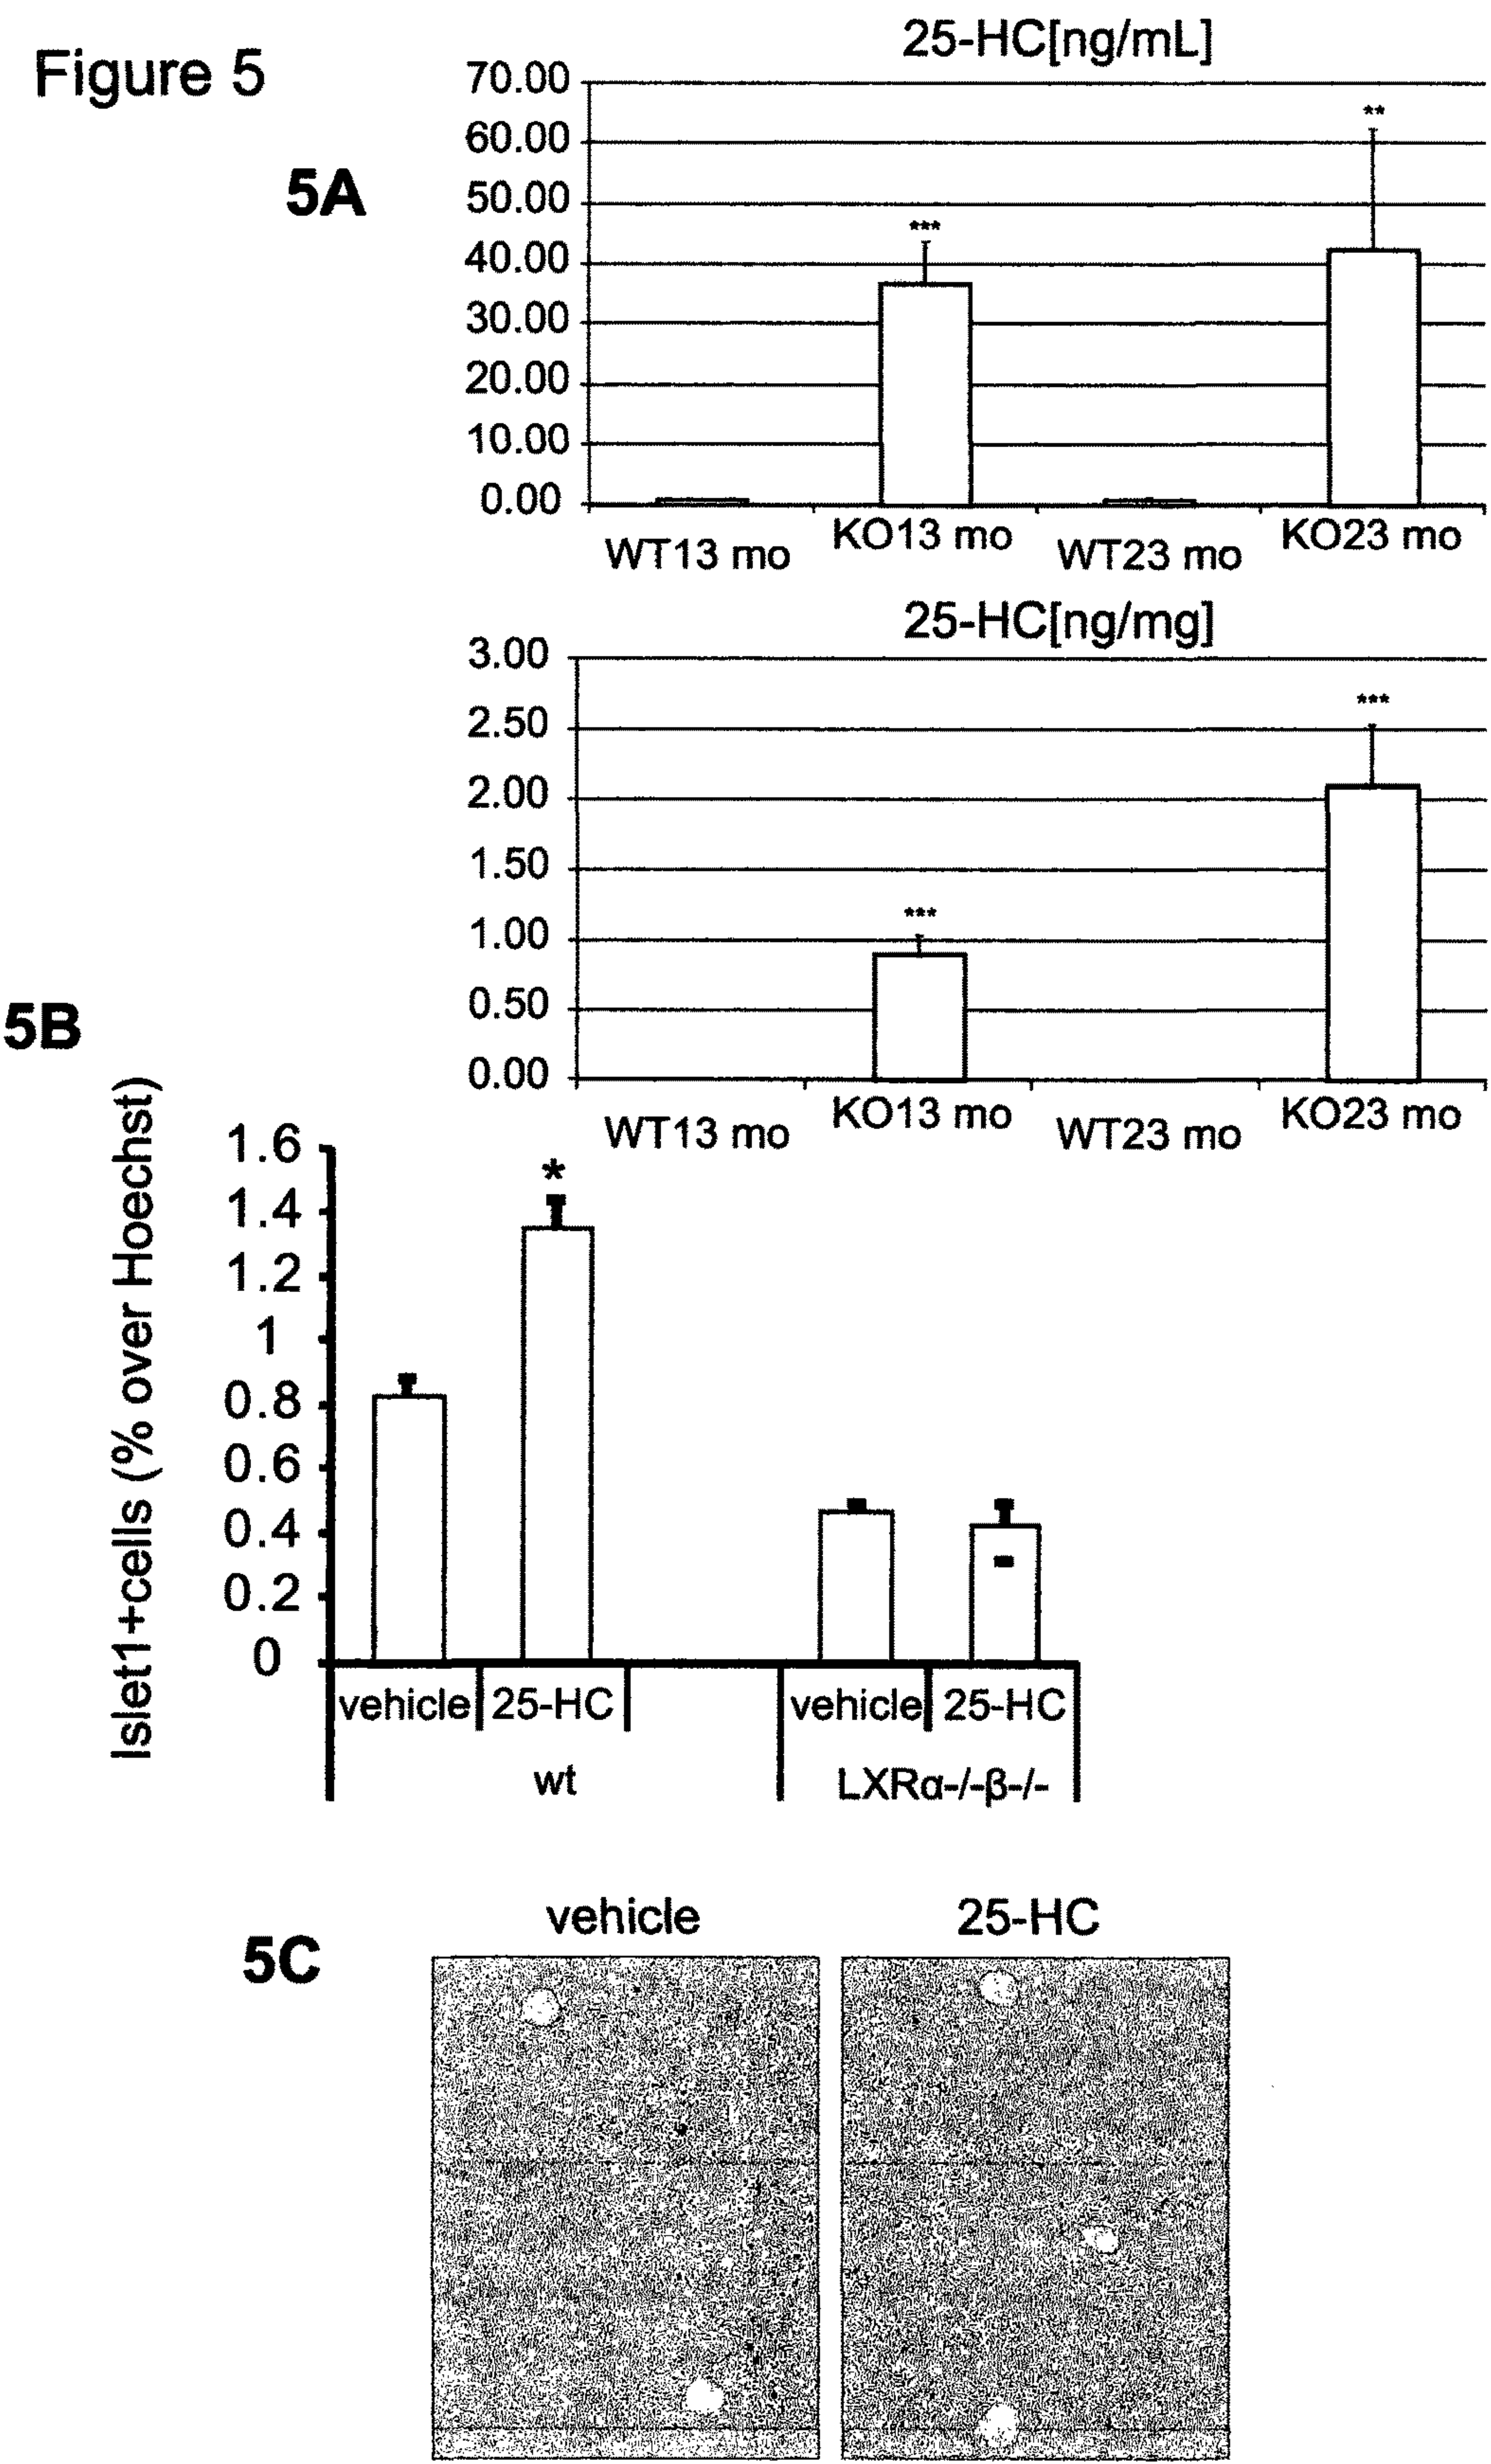 Figure 5
5A
25-HC[ng/mL]
70.00
60.00
50.00
40.00
30.00
20.00
10.00
0.00
***
**
WT13 mo
KO13 mo
WT23 mo
KO23 mo
25-HC[ng/mg]
3.00
2.50
2.00
1.50
1.00
0.50
0.00
***
***
WT13 mo
KO13 mo
WT23 mo
KO23 mo
5B
Islet1+cells (% over Hoechst)
1.6
1.4
1.2
1
0.8
0.6
0.4
0.2
0
*
vehicle 25-HC vehicle 25-HC
wt LXRα-/-β-/-
5C
vehicle 25-HC